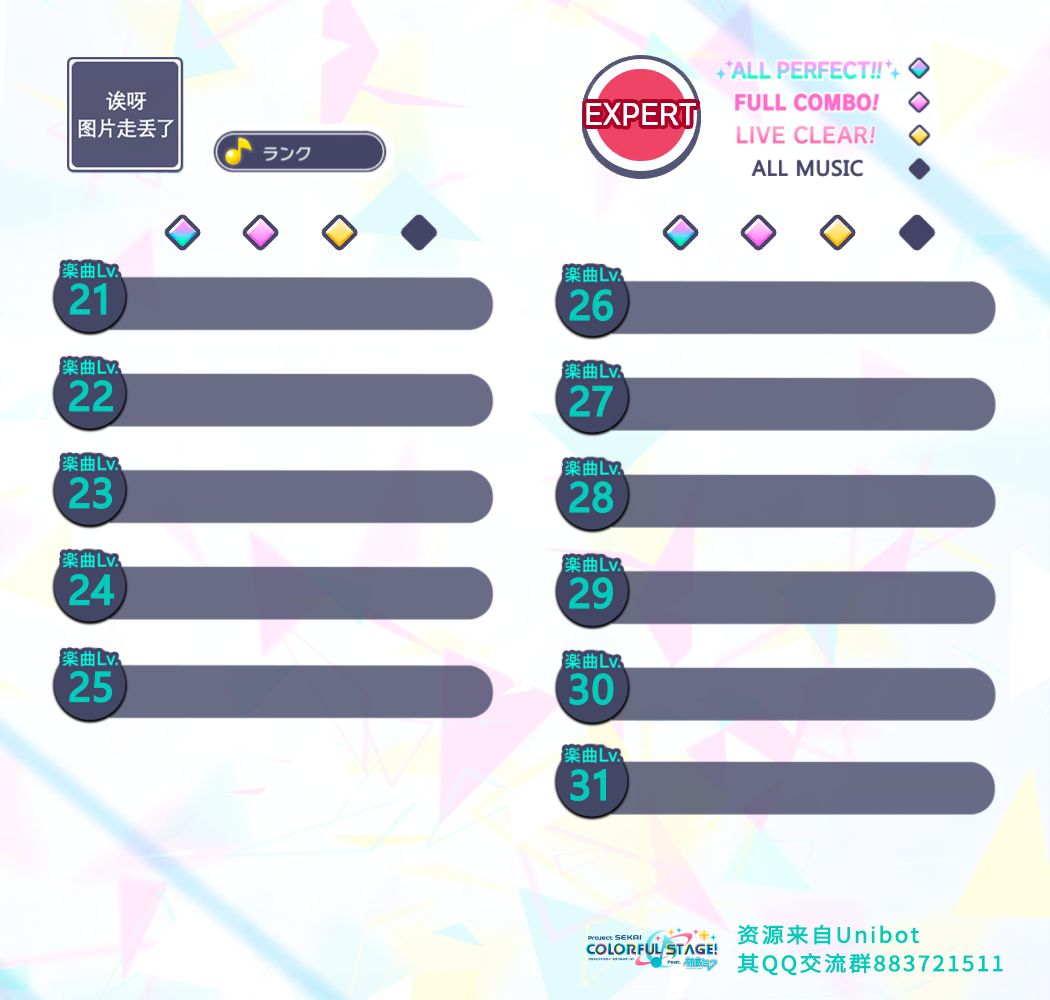 诶呀
图片走丢了
ランク
EXPERT
ALL PERFECT!!
FULL COMBO!
LIVE CLEAR!
ALL MUSIC
楽曲Lv.
21
楽曲Lv.
22
楽曲Lv.
23
楽曲Lv.
24
楽曲Lv.
25
楽曲Lv.
26
楽曲Lv.
27
楽曲Lv.
28
楽曲Lv.
29
楽曲Lv.
30
楽曲Lv.
31
Project SEKAI
COLORFUL STAGE!
feat. 初音ミク
资源来自Unibot
其QQ交流群883721511